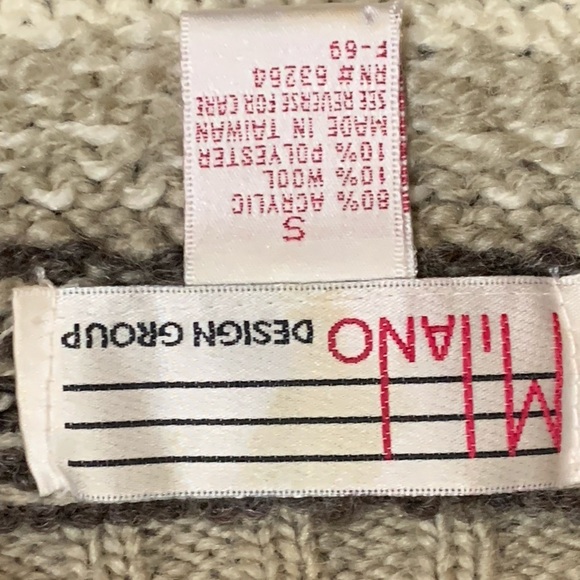 MILANO DESIGN GROUP
S
80% ACRYLIC
10% WOOL
10% POLYESTER
MADE IN TAIWAN
SEE REVERSE FOR CARE
RN# 63264
F-69